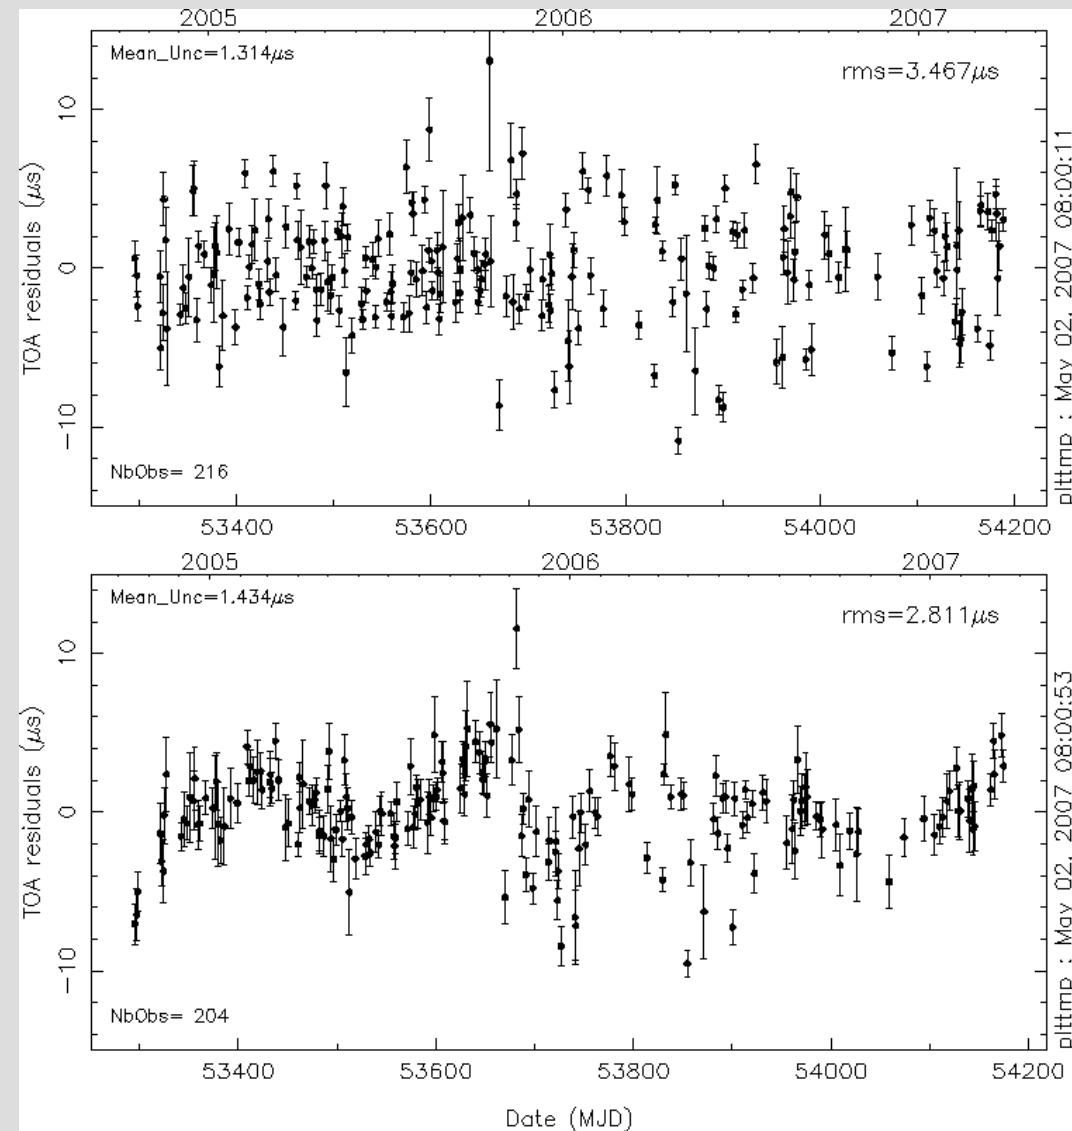 2005 2006 2007
Mean_Unc=1.314μs
rms=3.467μs
10
0
−10
TOA residuals (μs)
NbObs= 216
53400 53600 53800 54000 54200
plttmp : May 02, 2007 08:00:11
2005 2006 2007
Mean_Unc=1.434μs
rms=2.811μs
10
0
−10
TOA residuals (μs)
NbObs= 204
53400 53600 53800 54000 54200
Date (MJD)
plttmp : May 02, 2007 08:00:53